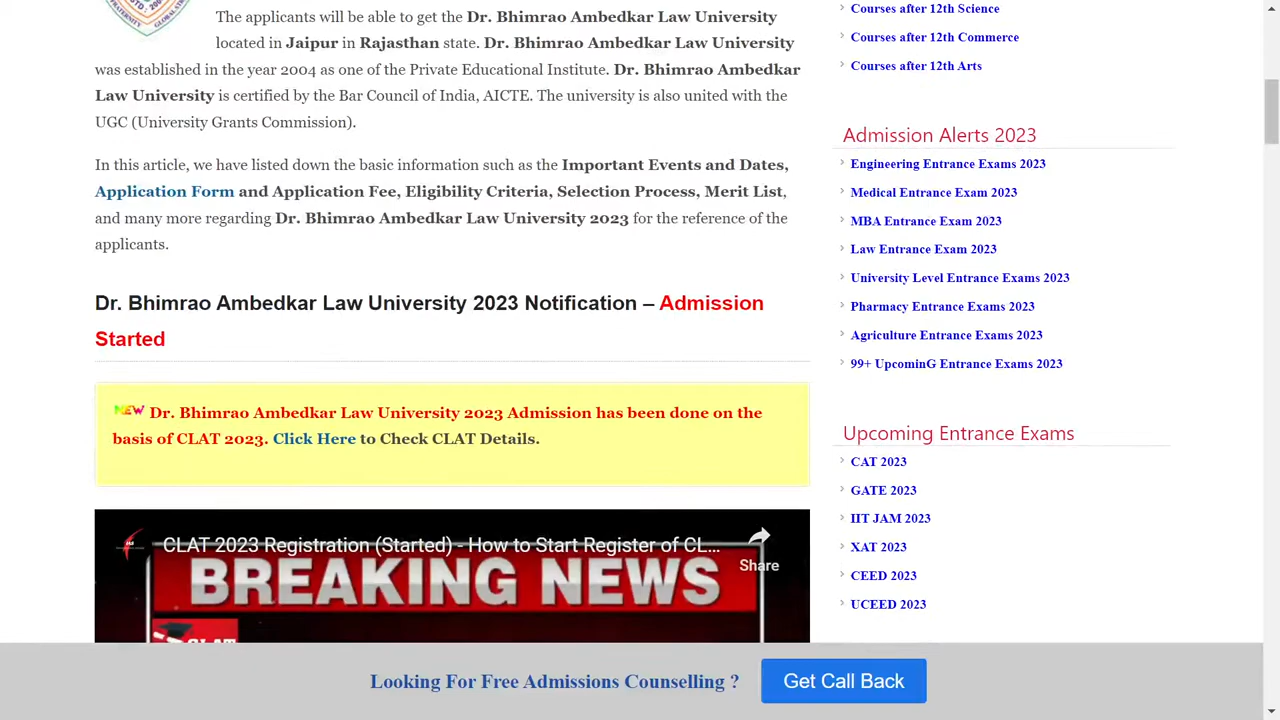 The applicants will be able to get the Dr. Bhimrao Ambedkar Law University
located in Jaipur in Rajasthan state. Dr. Bhimrao Ambedkar Law University
was established in the year 2004 as one of the Private Educational Institute. Dr. Bhimrao Ambedkar
Law University is certified by the Bar Council of India, AICTE. The university is also united with the
UGC (University Grants Commission).
In this article, we have listed down the basic information such as the Important Events and Dates,
Application Form and Application Fee, Eligibility Criteria, Selection Process, Merit List,
and many more regarding Dr. Bhimrao Ambedkar Law University 2023 for the reference of the
applicants.
Dr. Bhimrao Ambedkar Law University 2023 Notification – Admission
Started
NEW Dr. Bhimrao Ambedkar Law University 2023 Admission has been done on the
basis of CLAT 2023. Click Here to Check CLAT Details.
CLAT 2023 Registration (Started) - How to Start Register of CL...
Share
BREAKING NEWS
CLAT
Courses after 12th Science
Courses after 12th Commerce
Courses after 12th Arts
Admission Alerts 2023
Engineering Entrance Exams 2023
Medical Entrance Exam 2023
MBA Entrance Exam 2023
Law Entrance Exam 2023
University Level Entrance Exams 2023
Pharmacy Entrance Exams 2023
Agriculture Entrance Exams 2023
99+ UpcominG Entrance Exams 2023
Upcoming Entrance Exams
CAT 2023
GATE 2023
IIT JAM 2023
XAT 2023
CEED 2023
UCEED 2023
Looking For Free Admissions Counselling ?
Get Call Back